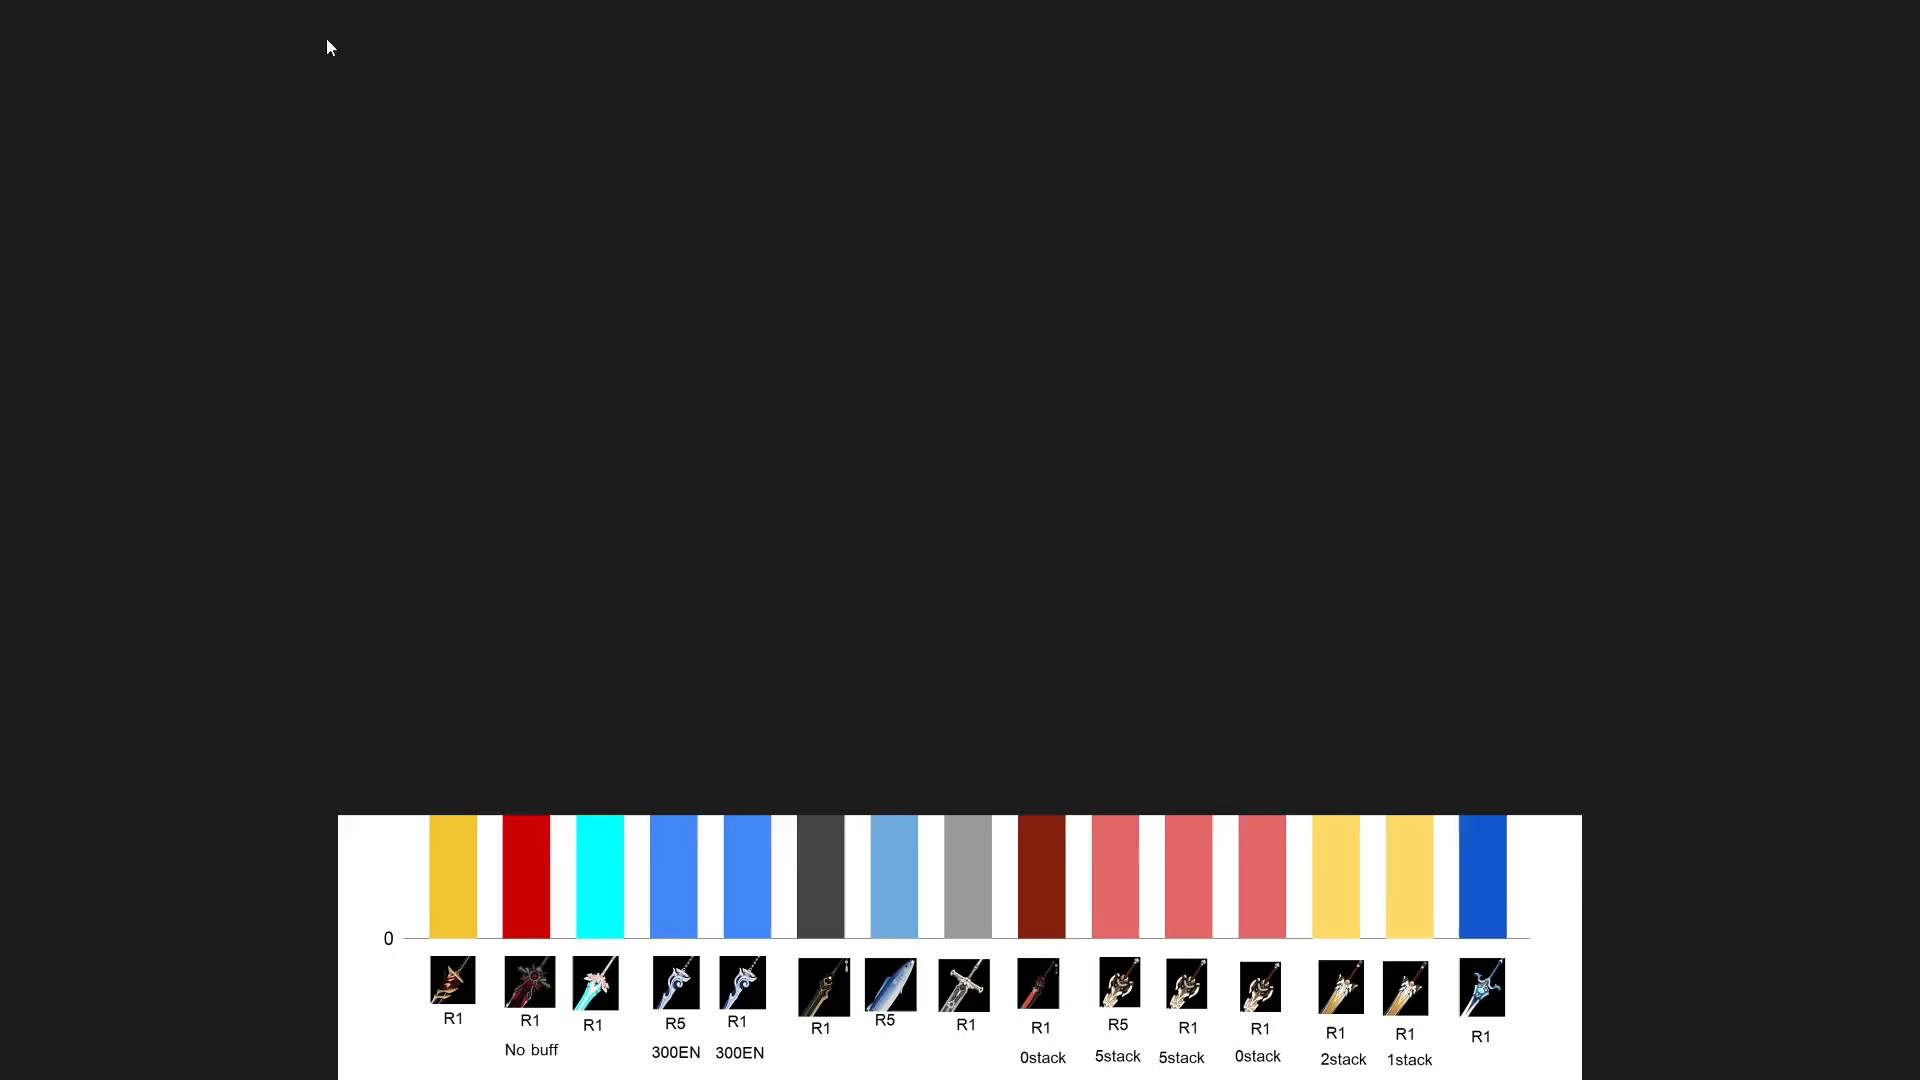 0
R1 R1 R1 R5 R1 R1 R5 R1 R1 R5 R1 R1 R1 R1 R1
No buff 300EN 300EN 0stack 5stack 5stack 0stack 2stack 1stack